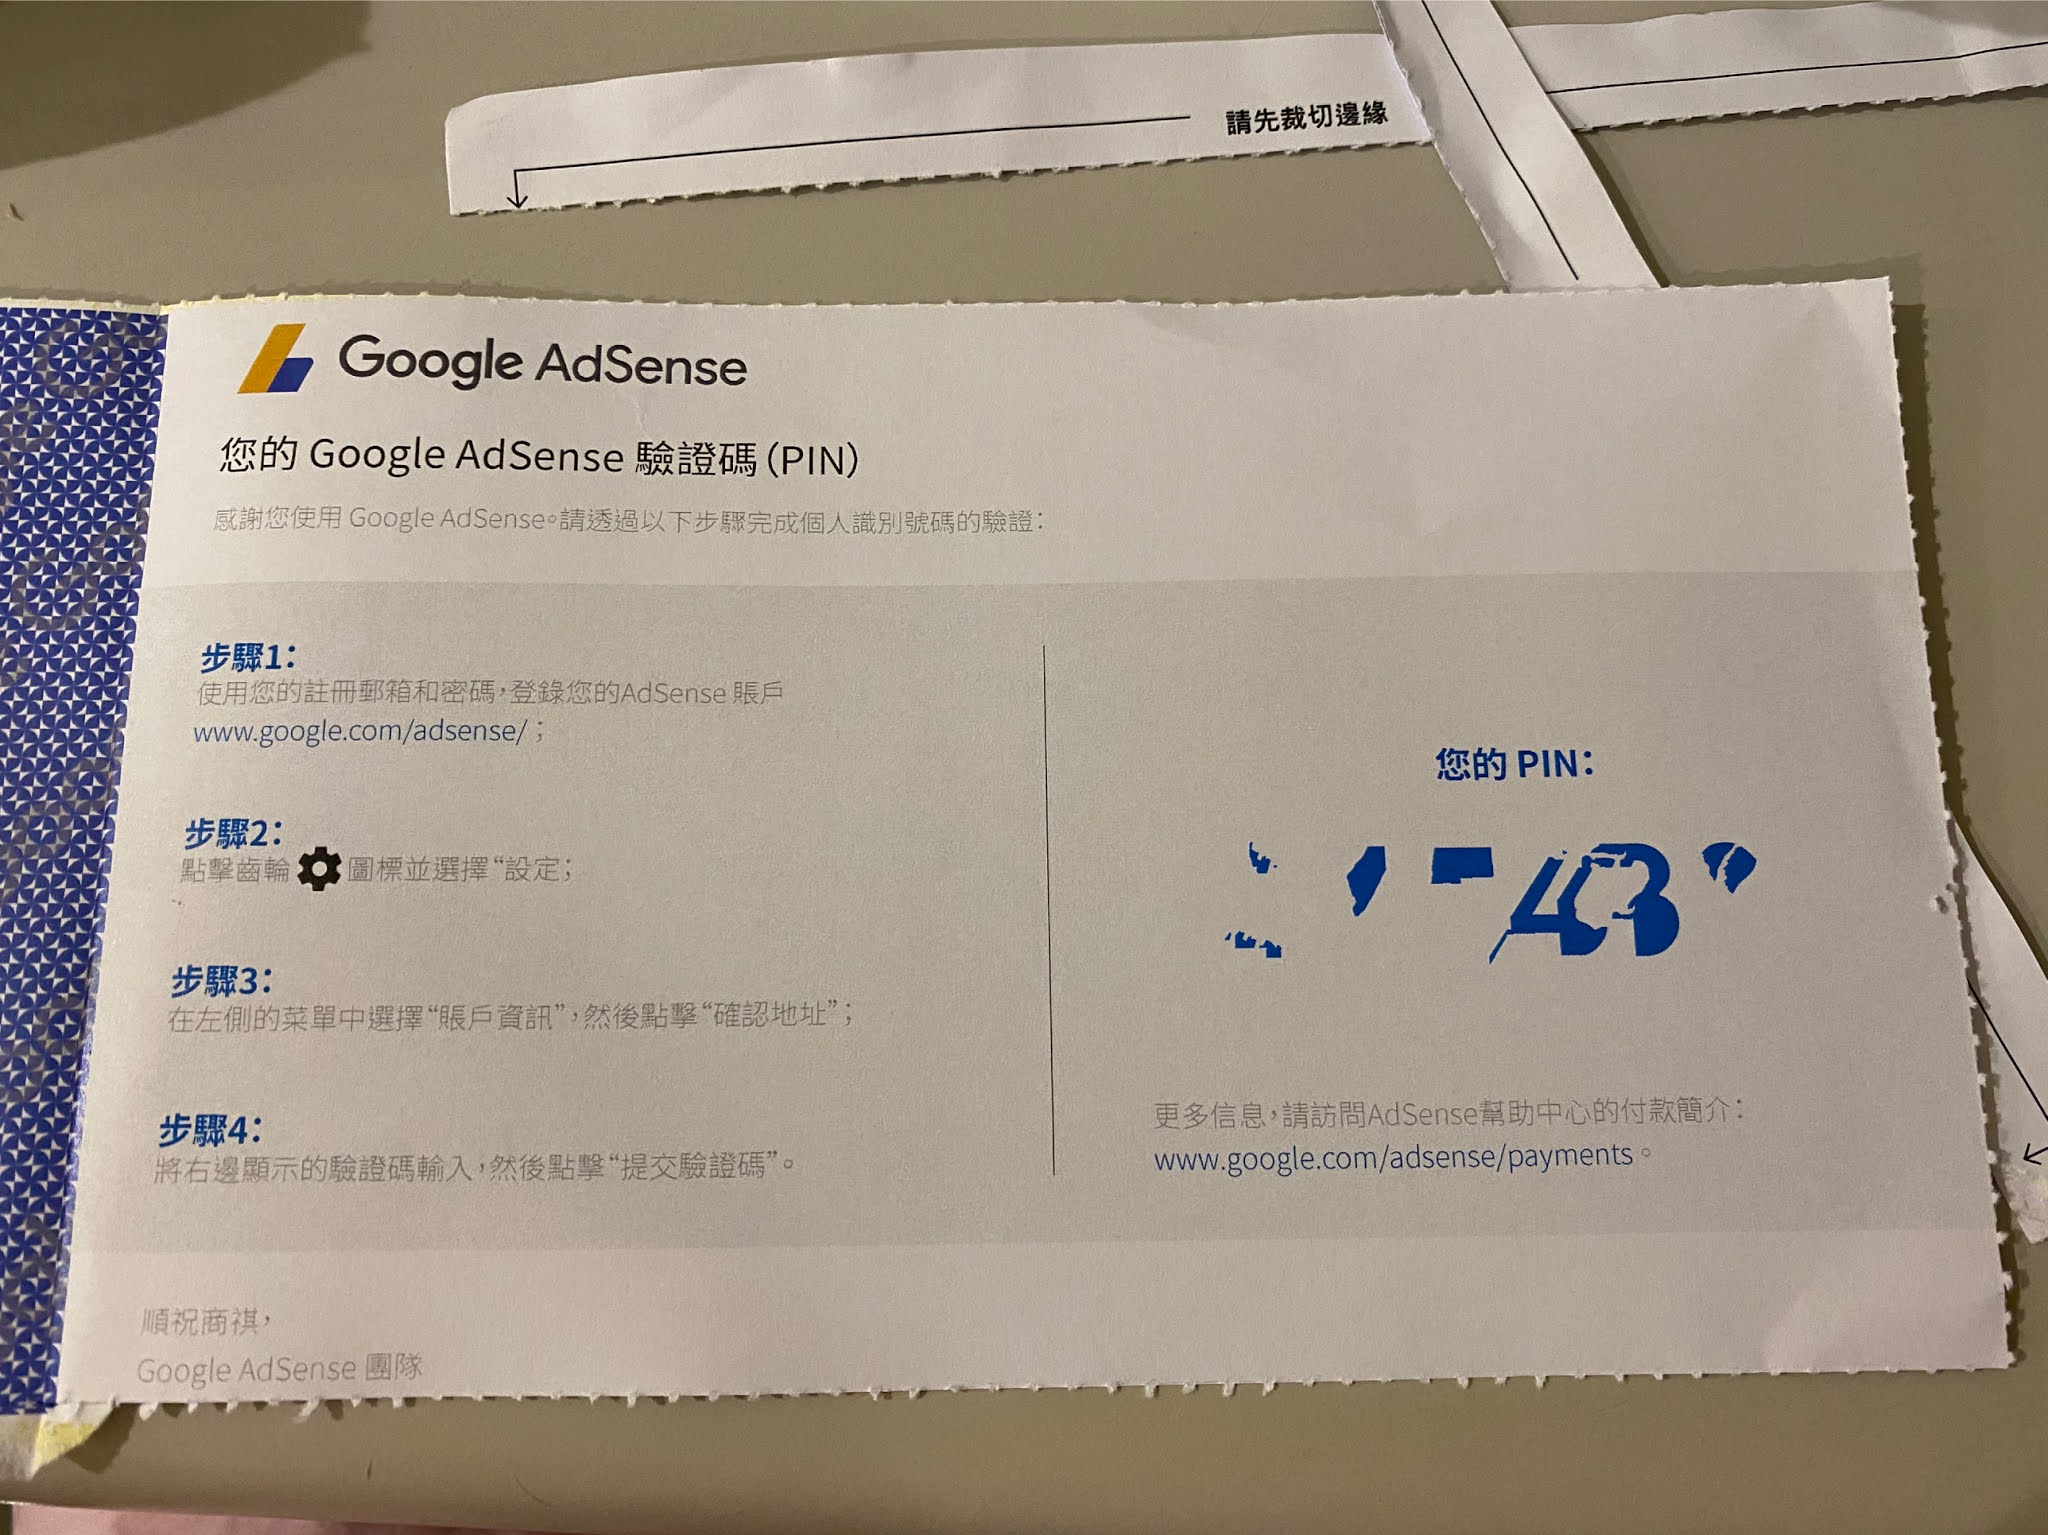 請先裁切邊緣
Google AdSense
您的 Google AdSense 驗證碼(PIN)
感謝您使用 Google AdSense。請透過以下步驟完成個人識別號碼的驗證:
步驟1:
使用您的註冊郵箱和密碼,登錄您的AdSense 賬戶
www.google.com/adsense/;
步驟2:
點擊齒輪 圖標並選擇“設定;
步驟3:
在左側的菜單中選擇“賬戶資訊”,然後點擊“確認地址”;
步驟4:
將右邊顯示的驗證碼輸入,然後點擊“提交驗證碼”。
您的 PIN:
更多信息,請訪問AdSense幫助中心的付款簡介:
www.google.com/adsense/payments。
順祝商祺,
Google AdSense 團隊